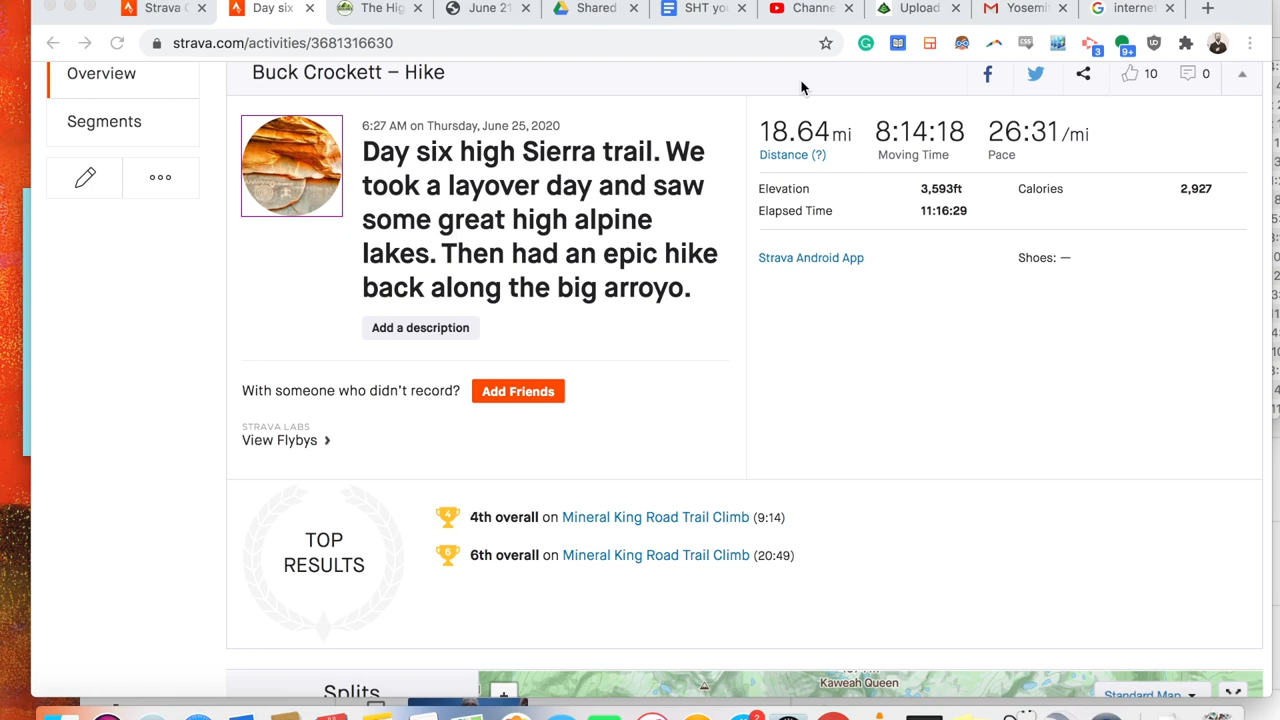 Strava
Day six
The Hig
June 21
Shared
SHT yo
Channe
Upload
Yosemi
internet
strava.com/activities/3681316630
3
9+
Overview
Segments
Buck Crockett – Hike
10
0
6:27 AM on Thursday, June 25, 2020
Day six high Sierra trail. We
took a layover day and saw
some great high alpine
lakes. Then had an epic hike
back along the big arroyo.
Add a description
18.64mi 8:14:18 26:31/mi
Distance (?) Moving Time Pace
Elevation 3,593ft Calories 2,927
Elapsed Time 11:16:29
Strava Android App Shoes: —
With someone who didn't record? Add Friends
STRAVA LABS
View Flybys ›
TOP
RESULTS
4
4th overall on Mineral King Road Trail Climb (9:14)
6
6th overall on Mineral King Road Trail Climb (20:49)
Splits
+
Kaweah Queen
Standard Map